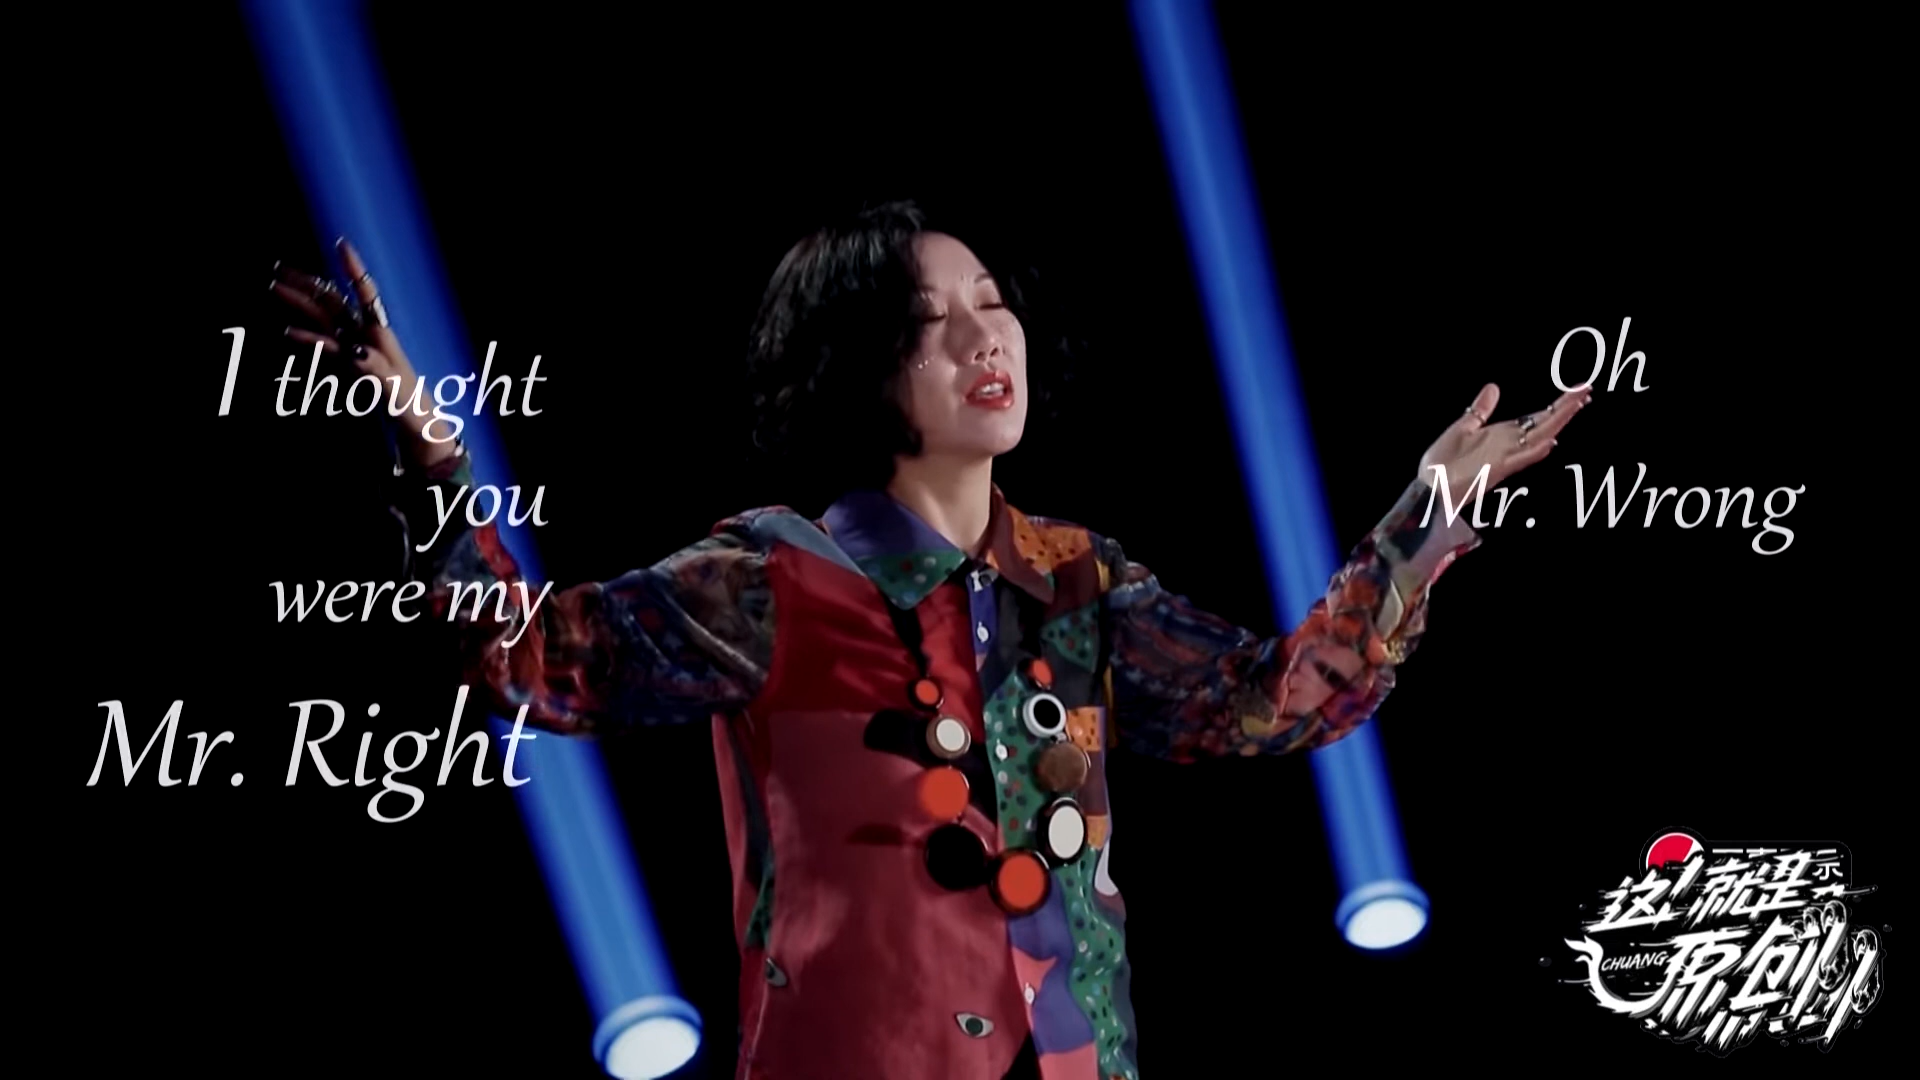 I thought
you
were my
Mr. Right
Oh
Mr. Wrong
这!就是
原创
CHUANG